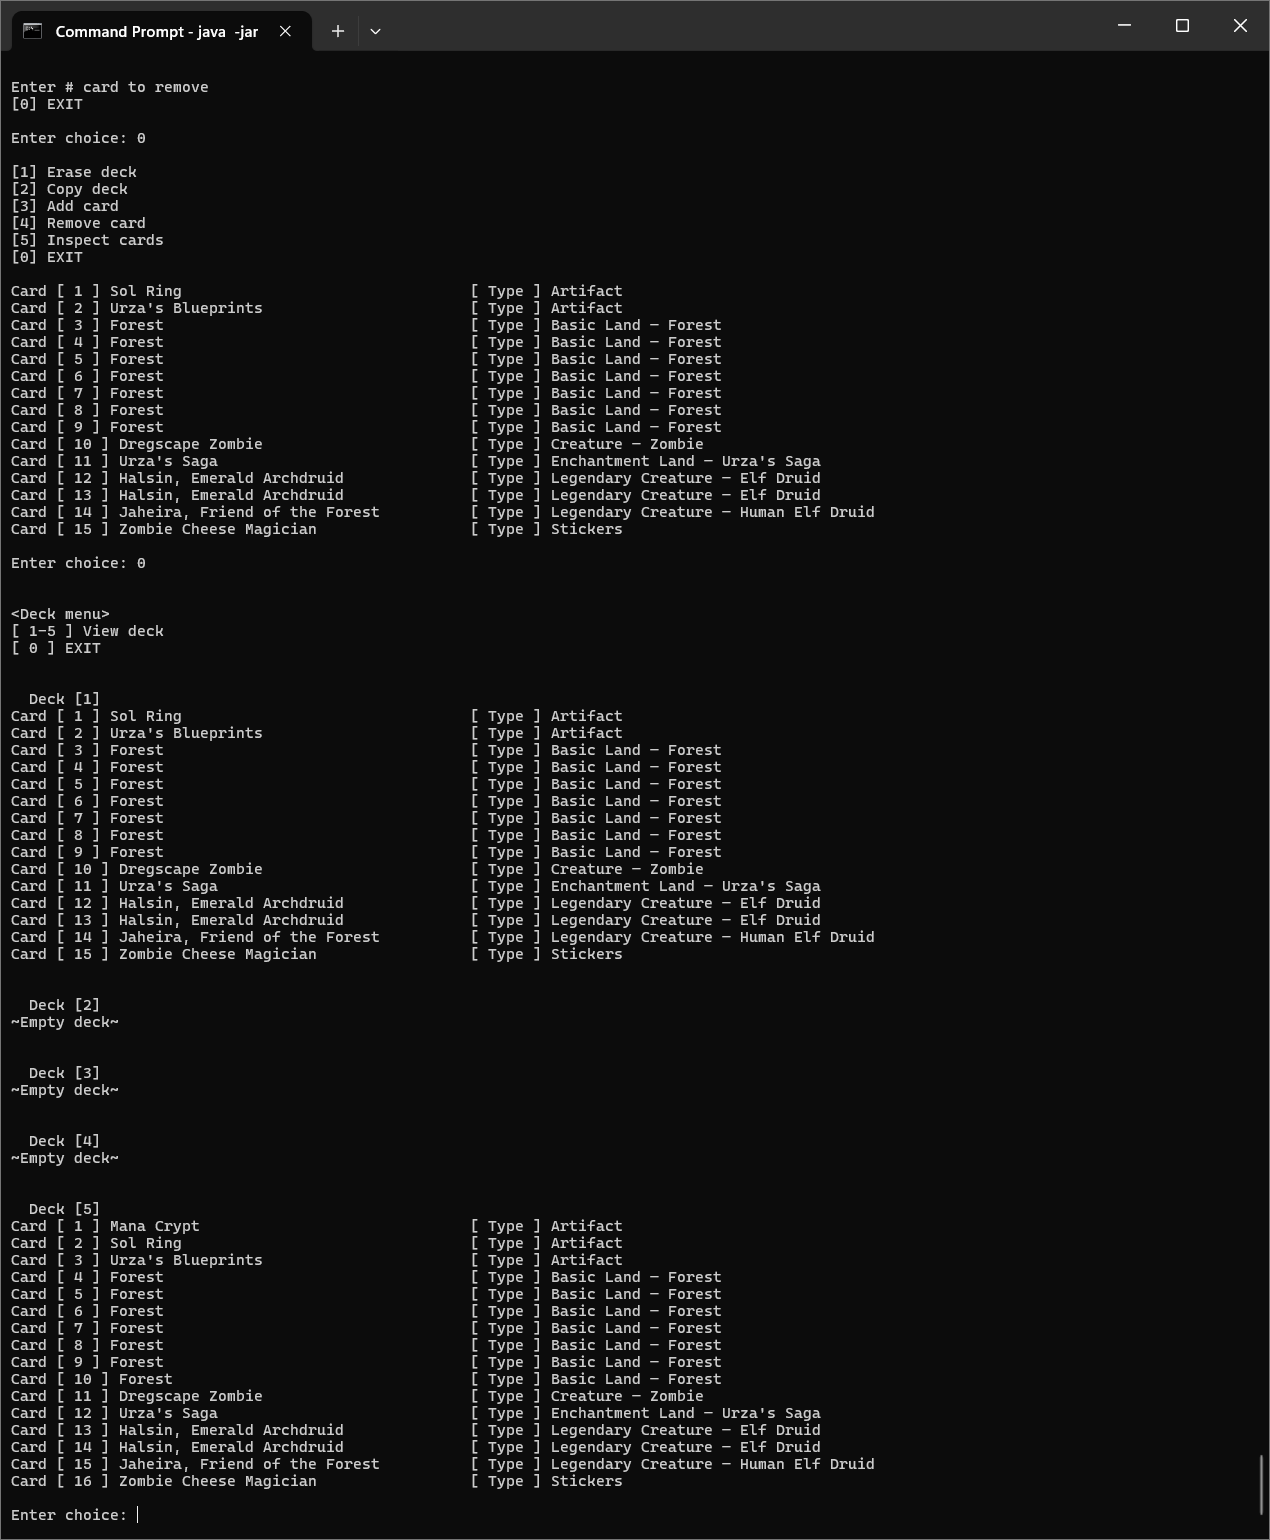 Command Prompt - java  -jar
Enter # card to remove
[0] EXIT
Enter choice: 0
[1] Erase deck
[2] Copy deck
[3] Add card
[4] Remove card
[5] Inspect cards
[0] EXIT
Card [ 1 ] Sol Ring                                [ Type ] Artifact
Card [ 2 ] Urza's Blueprints                       [ Type ] Artifact
Card [ 3 ] Forest                                  [ Type ] Basic Land — Forest
Card [ 4 ] Forest                                  [ Type ] Basic Land — Forest
Card [ 5 ] Forest                                  [ Type ] Basic Land — Forest
Card [ 6 ] Forest                                  [ Type ] Basic Land — Forest
Card [ 7 ] Forest                                  [ Type ] Basic Land — Forest
Card [ 8 ] Forest                                  [ Type ] Basic Land — Forest
Card [ 9 ] Forest                                  [ Type ] Basic Land — Forest
Card [ 10 ] Dregscape Zombie                       [ Type ] Creature — Zombie
Card [ 11 ] Urza's Saga                            [ Type ] Enchantment Land — Urza's Saga
Card [ 12 ] Halsin, Emerald Archdruid              [ Type ] Legendary Creature — Elf Druid
Card [ 13 ] Halsin, Emerald Archdruid              [ Type ] Legendary Creature — Elf Druid
Card [ 14 ] Jaheira, Friend of the Forest          [ Type ] Legendary Creature — Human Elf Druid
Card [ 15 ] Zombie Cheese Magician                 [ Type ] Stickers
Enter choice: 0
<Deck menu>
[ 1-5 ] View deck
[ 0 ] EXIT
Deck [1]
Card [ 1 ] Sol Ring                                [ Type ] Artifact
Card [ 2 ] Urza's Blueprints                       [ Type ] Artifact
Card [ 3 ] Forest                                  [ Type ] Basic Land — Forest
Card [ 4 ] Forest                                  [ Type ] Basic Land — Forest
Card [ 5 ] Forest                                  [ Type ] Basic Land — Forest
Card [ 6 ] Forest                                  [ Type ] Basic Land — Forest
Card [ 7 ] Forest                                  [ Type ] Basic Land — Forest
Card [ 8 ] Forest                                  [ Type ] Basic Land — Forest
Card [ 9 ] Forest                                  [ Type ] Basic Land — Forest
Card [ 10 ] Dregscape Zombie                       [ Type ] Creature — Zombie
Card [ 11 ] Urza's Saga                            [ Type ] Enchantment Land — Urza's Saga
Card [ 12 ] Halsin, Emerald Archdruid              [ Type ] Legendary Creature — Elf Druid
Card [ 13 ] Halsin, Emerald Archdruid              [ Type ] Legendary Creature — Elf Druid
Card [ 14 ] Jaheira, Friend of the Forest          [ Type ] Legendary Creature — Human Elf Druid
Card [ 15 ] Zombie Cheese Magician                 [ Type ] Stickers
Deck [2]
~Empty deck~
Deck [3]
~Empty deck~
Deck [4]
~Empty deck~
Deck [5]
Card [ 1 ] Mana Crypt                              [ Type ] Artifact
Card [ 2 ] Sol Ring                                [ Type ] Artifact
Card [ 3 ] Urza's Blueprints                       [ Type ] Artifact
Card [ 4 ] Forest                                  [ Type ] Basic Land — Forest
Card [ 5 ] Forest                                  [ Type ] Basic Land — Forest
Card [ 6 ] Forest                                  [ Type ] Basic Land — Forest
Card [ 7 ] Forest                                  [ Type ] Basic Land — Forest
Card [ 8 ] Forest                                  [ Type ] Basic Land — Forest
Card [ 9 ] Forest                                  [ Type ] Basic Land — Forest
Card [ 10 ] Forest                                 [ Type ] Basic Land — Forest
Card [ 11 ] Dregscape Zombie                       [ Type ] Creature — Zombie
Card [ 12 ] Urza's Saga                            [ Type ] Enchantment Land — Urza's Saga
Card [ 13 ] Halsin, Emerald Archdruid              [ Type ] Legendary Creature — Elf Druid
Card [ 14 ] Halsin, Emerald Archdruid              [ Type ] Legendary Creature — Elf Druid
Card [ 15 ] Jaheira, Friend of the Forest          [ Type ] Legendary Creature — Human Elf Druid
Card [ 16 ] Zombie Cheese Magician                 [ Type ] Stickers
Enter choice: